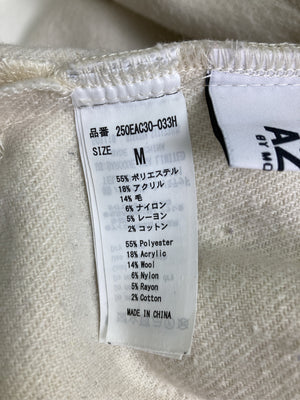 品番 250EAC30-033H
SIZE M
55% ポリエステル
18% アクリル
14% 毛
6% ナイロン
5% レーヨン
2% コットン
55% Polyester
18% Acrylic
14% Wool
6% Nylon
5% Rayon
2% Cotton
MADE IN CHINA
AZ
BY MO